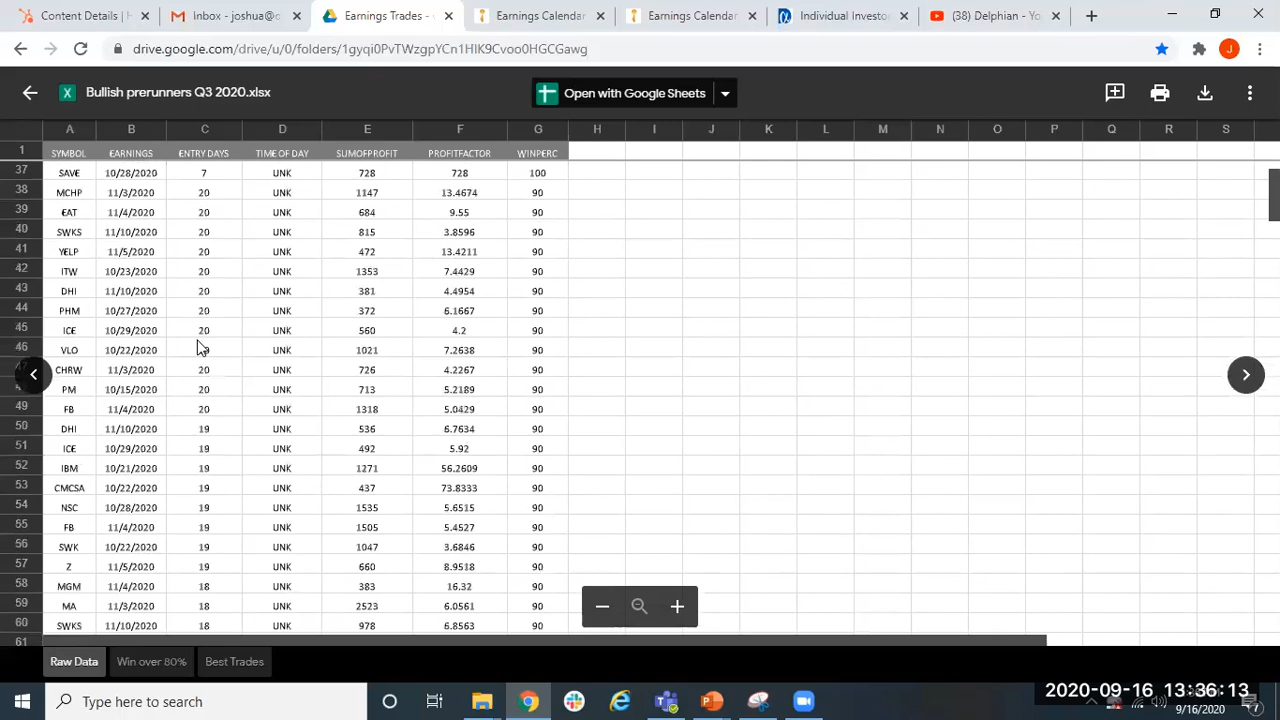 Content Details | H
Inbox - joshua@c
Earnings Trades - v
Earnings Calendar
Earnings Calendar
Individual Investo
(38) Delphian - Yo
drive.google.com/drive/u/0/folders/1gyqi0PvTWzgpYCn1HlK9Cvoo0HGCGawg
J
Bullish prerunners Q3 2020.xlsx
Open with Google Sheets
A B C D E F G H I J K L M N O P Q R S
1 SYMBOL EARNINGS ENTRY DAYS TIME OF DAY SUMOFPROFIT PROFITFACTOR WINPERC
37 SAVE 10/28/2020 7 UNK 728 728 100
38 MCHP 11/3/2020 20 UNK 1147 13.4674 90
39 EAT 11/4/2020 20 UNK 684 9.55 90
40 SWKS 11/10/2020 20 UNK 815 3.8596 90
41 YELP 11/5/2020 20 UNK 472 13.4211 90
42 ITW 10/23/2020 20 UNK 1353 7.4429 90
43 DHI 11/10/2020 20 UNK 381 4.4954 90
44 PHM 10/27/2020 20 UNK 372 6.1667 90
45 ICE 10/29/2020 20 UNK 560 4.2 90
46 VLO 10/22/2020 UNK 1021 7.2638 90
CHRW 11/3/2020 20 UNK 726 4.2267 90
PM 10/15/2020 20 UNK 713 5.2189 90
49 FB 11/4/2020 20 UNK 1318 5.0429 90
50 DHI 11/10/2020 19 UNK 536 6.7634 90
51 ICE 10/29/2020 19 UNK 492 5.92 90
52 IBM 10/21/2020 19 UNK 1271 56.2609 90
53 CMCSA 10/22/2020 19 UNK 437 73.8333 90
54 NSC 10/28/2020 19 UNK 1535 5.6515 90
55 FB 11/4/2020 19 UNK 1505 5.4527 90
56 SWK 10/22/2020 19 UNK 1047 3.6846 90
57 Z 11/5/2020 19 UNK 660 8.9518 90
58 MGM 11/4/2020 18 UNK 383 16.32 90
59 MA 11/3/2020 18 UNK 2523 6.0561 90
60 SWKS 11/10/2020 18 UNK 978 6.8563 90
61
Raw Data Win over 80% Best Trades
Type here to search
2020-09-16 13:36:13
9/16/2020